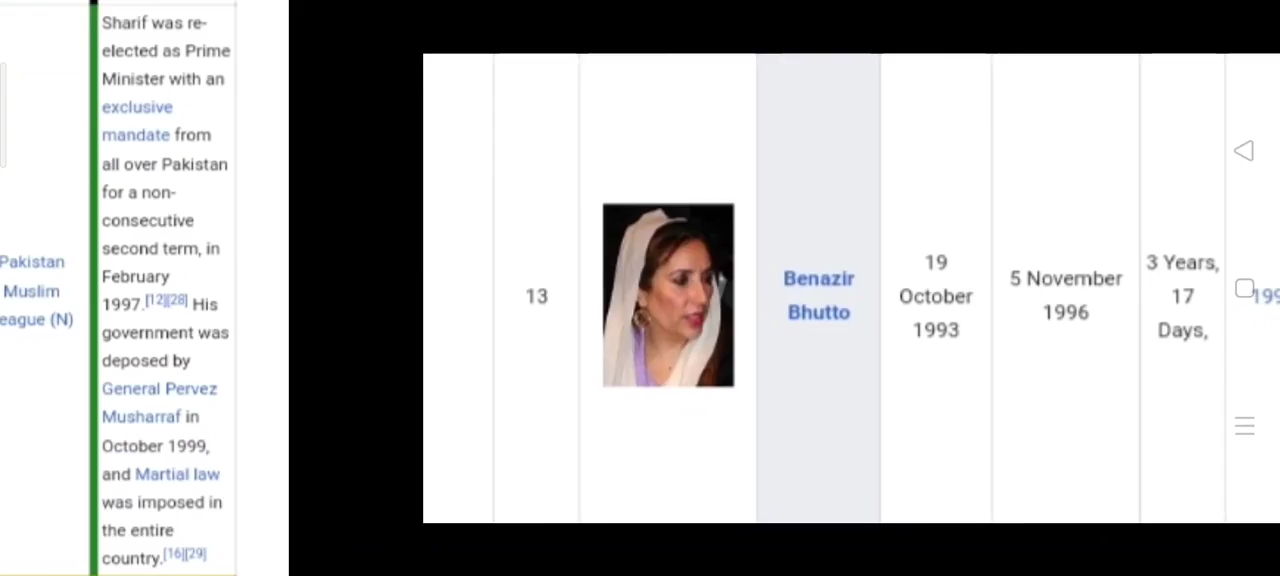 Pakistan
Muslim
eague (N)
Sharif was re-
elected as Prime
Minister with an
exclusive
mandate from
all over Pakistan
for a non-
consecutive
second term, in
February
1997.[12][28] His
government was
deposed by
General Pervez
Musharraf in
October 1999,
and Martial law
was imposed in
the entire
country.[16][29]
13
Benazir
Bhutto
19
October
1993
5 November
1996
3 Years,
17
Days,
199